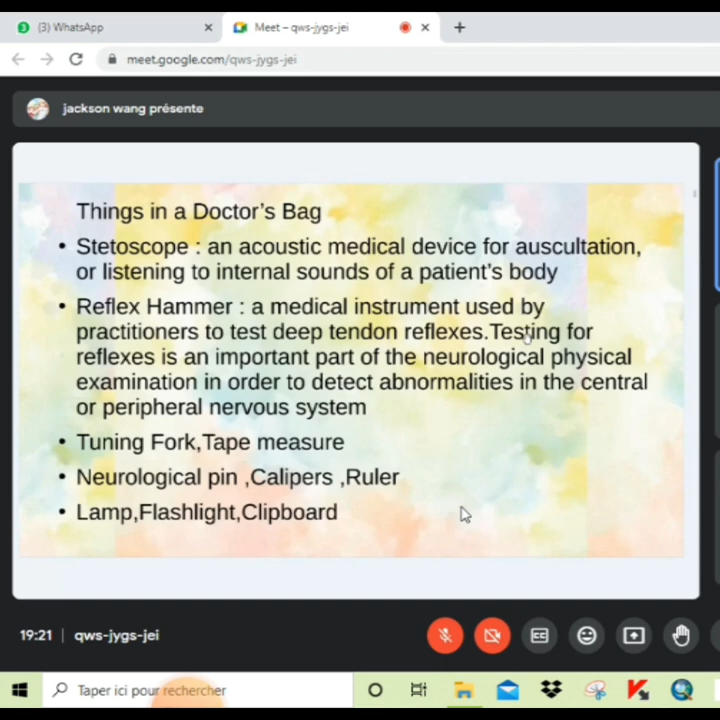 (3) WhatsApp
Meet – qws-jygs-jei
meet.google.com/qws-jygs-jei
jackson wang présente
Things in a Doctor's Bag
• Stetoscope : an acoustic medical device for auscultation,
or listening to internal sounds of a patient's body
• Reflex Hammer : a medical instrument used by
practitioners to test deep tendon reflexes.Testing for
reflexes is an important part of the neurological physical
examination in order to detect abnormalities in the central
or peripheral nervous system
• Tuning Fork,Tape measure
• Neurological pin ,Calipers ,Ruler
• Lamp,Flashlight,Clipboard
19:21 | qws-jygs-jei
Taper ici pour rechercher